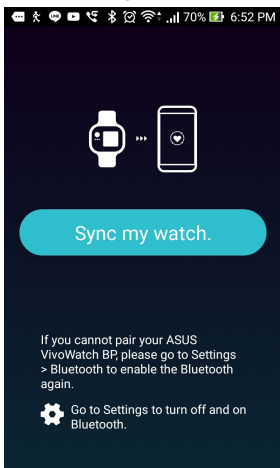 70% 6:52 PM
Sync my watch.
If you cannot pair your ASUS
VivoWatch BP, please go to Settings
> Bluetooth to enable the Bluetooth
again.
Go to Settings to turn off and on
Bluetooth.